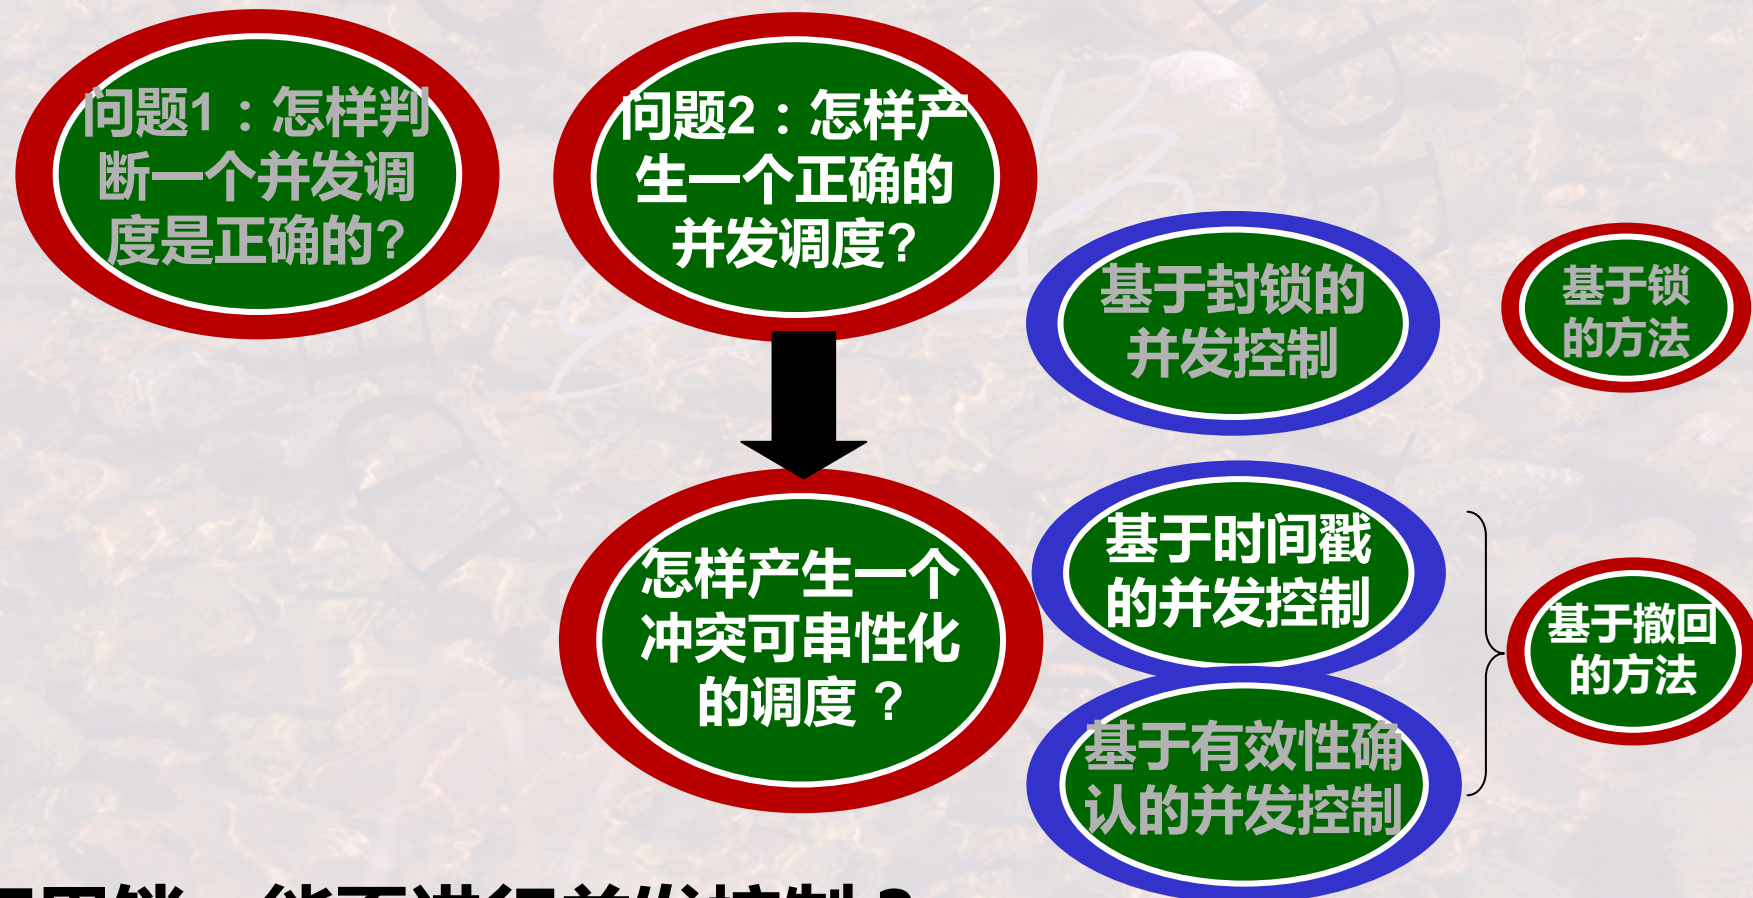 问题1：怎样判
断一个并发调
度是正确的?
问题2：怎样产
生一个正确的
并发调度?
基于封锁的
并发控制
基于锁
的方法
怎样产生一个
冲突可串性化
的调度？
基于时间戳
的并发控制
基于有效性确
认的并发控制
基于撤回
的方法